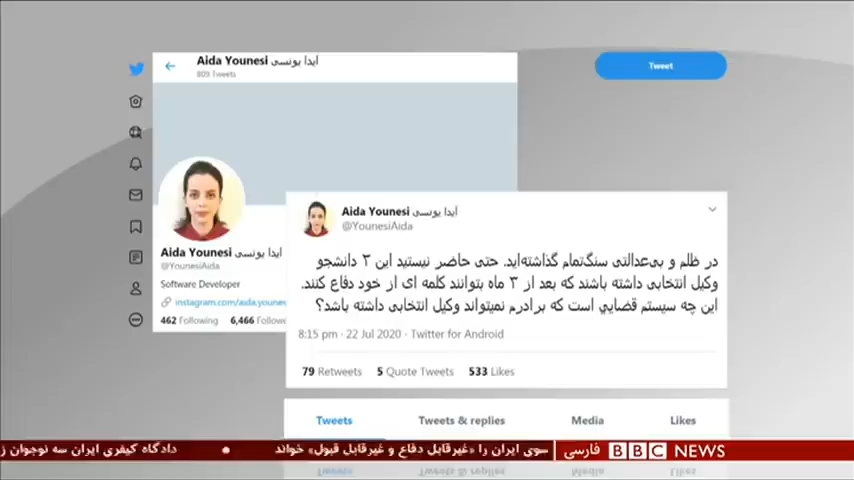 Aida Younesi آیدا یونسی
809 Tweets
Tweet
Aida Younesi آیدا یونسی
@YounesiAida
Software Developer
instagram.com/aida.younes
462 Following 6,466 Followe
Aida Younesi آیدا یونسی
@YounesiAida
در ظلم و بی‌عدالتی سنگ‌تمام گذاشته‌اید. حتی حاضر نیستید این ۲ دانشجو
وکیل انتخابی داشته باشند که بعد از ۳ ماه بتوانند کلمه ای از خود دفاع کنند.
این چه سیستم قضایي است که برادرم نمیتواند وکیل انتخابی داشته باشد؟
8:15 pm · 22 Jul 2020 · Twitter for Android
79 Retweets 5 Quote Tweets 533 Likes
Tweets Tweets & replies Media Likes
BBC NEWS فارسی
سوی ایران را «غیرقابل دفاع و غیرقابل قبول» خواند • دادگاه کیفری ایران سه نوجوان